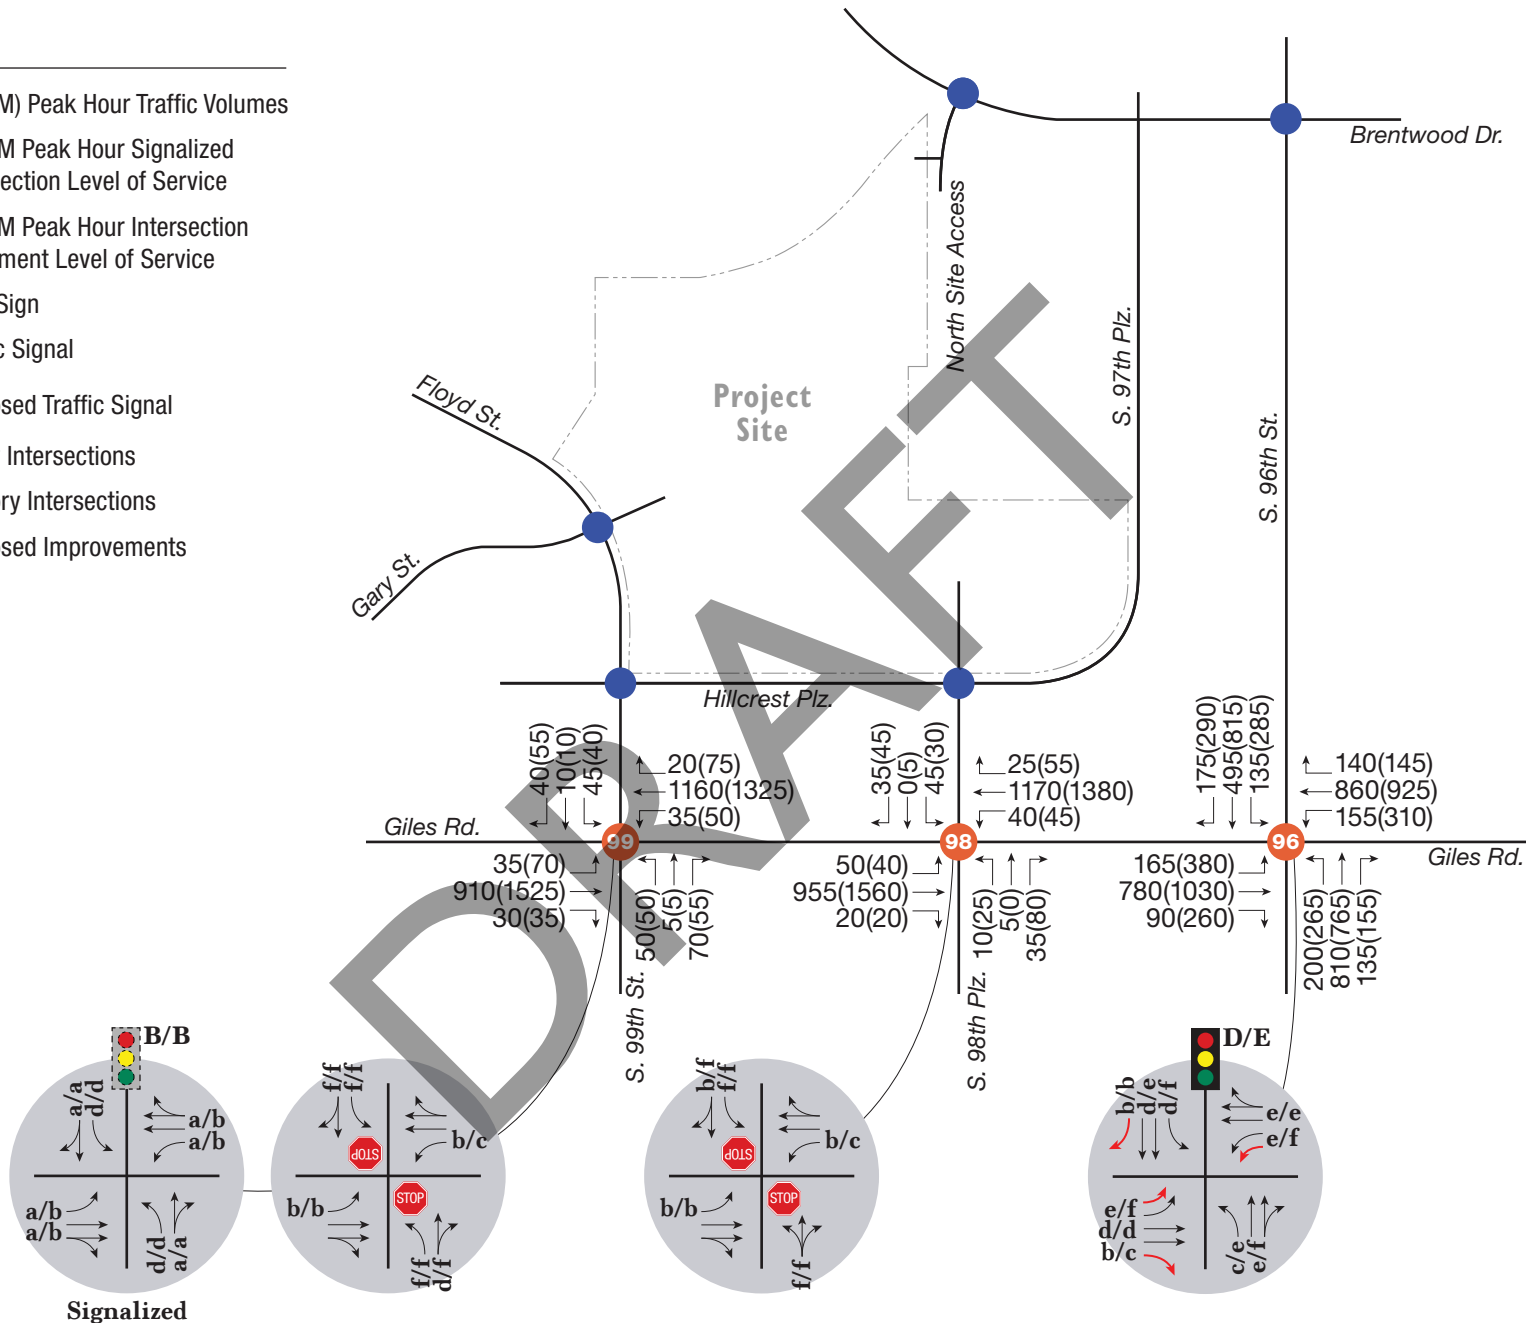 M) Peak Hour Traffic Volumes
M Peak Hour Signalized
ection Level of Service
M Peak Hour Intersection
ment Level of Service
Sign
c Signal
osed Traffic Signal
Intersections
ory Intersections
osed Improvements
Brentwood Dr.
North Site Access
S. 97th Plz.
S. 96th St.
Project
Site
Floyd St.
Gary St.
Hillcrest Plz.
DRAFT
40(55)
10(10)
45(40)
20(75)
1160(1325)
35(50)
35(45)
0(5)
45(30)
25(55)
1170(1380)
40(45)
175(290)
495(815)
135(285)
140(145)
860(925)
155(310)
Giles Rd.
99
98
96
Giles Rd.
35(70)
910(1525)
30(35)
50(50)
5(5)
70(55)
50(40)
955(1560)
20(20)
10(25)
5(0)
35(80)
165(380)
780(1030)
90(260)
200(265)
810(765)
135(155)
S. 99th St.
S. 98th Plz.
B/B
a/a
d/d
a/b
a/b
a/b
a/b
d/d
a/a
Signalized
f/f
f/f
b/c
STOP
STOP
b/b
f/f
d/f
b/f
f/f
b/c
STOP
STOP
b/b
f/f
D/E
b/b
d/e
d/f
e/e
e/f
e/f
d/d
b/c
c/e
e/f